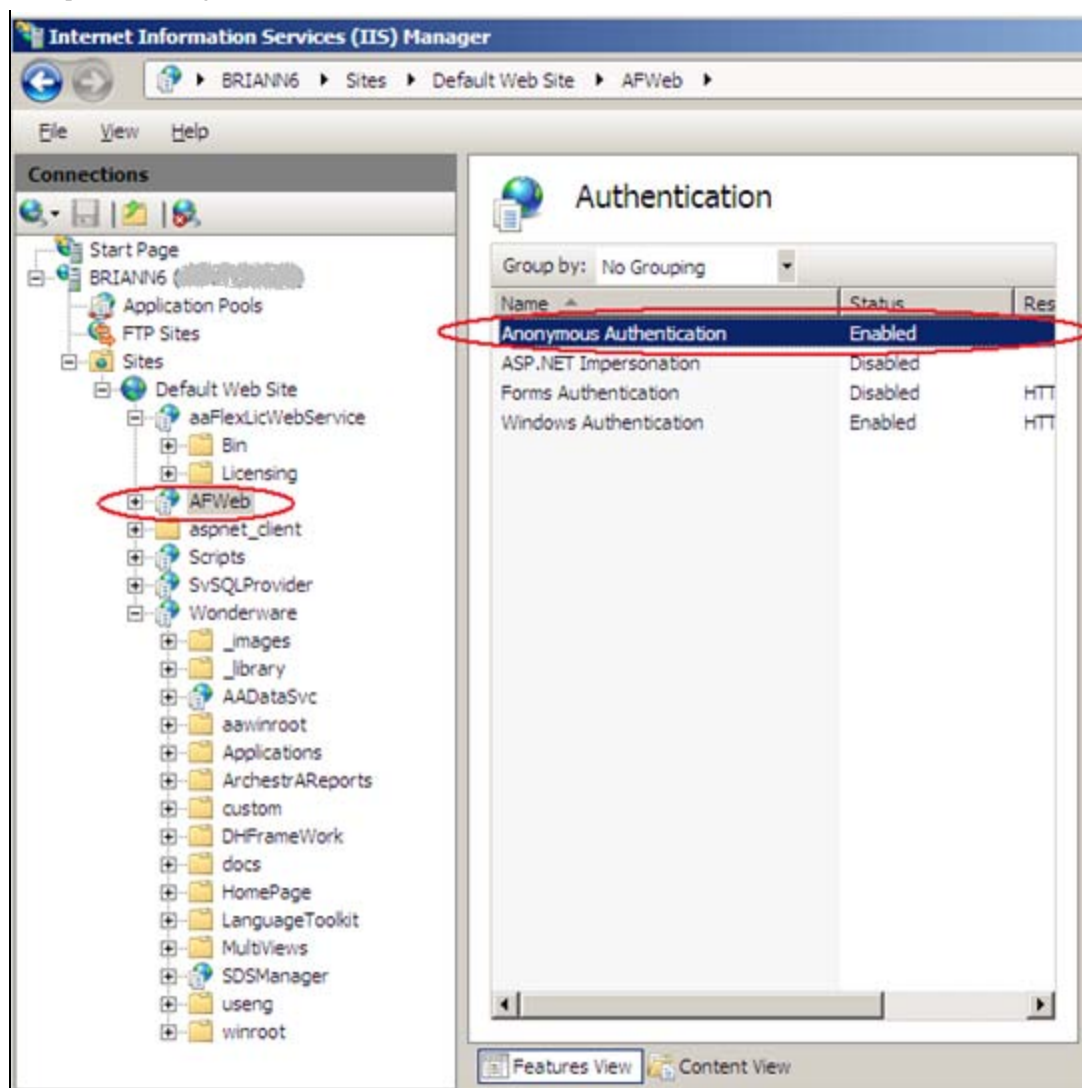 Internet Information Services (IIS) Manager
BRIANN6 Sites Default Web Site AFWeb
File View Help
Connections
Start Page
BRIANN6 (
Application Pools
FTP Sites
Sites
Default Web Site
aaFlexLicWebService
Bin
Licensing
AFWeb
aspnet_client
Scripts
SvSQLProvider
Wonderware
_images
_library
AADataSvc
aawinroot
Applications
ArchestrAReports
custom
DHFrameWork
docs
HomePage
LanguageToolkit
MultiViews
SDSManager
useng
winroot
Authentication
Group by: No Grouping
Name Status Res
Anonymous Authentication Enabled
ASP.NET Impersonation Disabled
Forms Authentication Disabled HTT
Windows Authentication Enabled HTT
Features View Content View